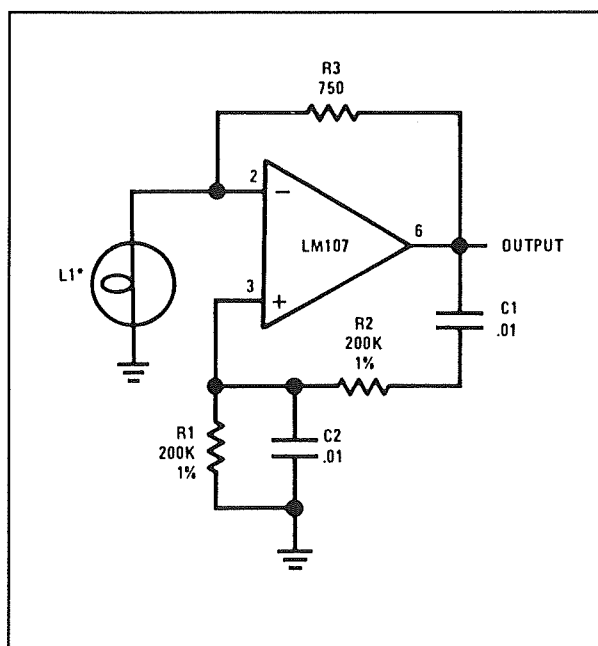 R3
750
2
−
LM107
6
OUTPUT
L1*
3
+
C1
.01
R2
200K
1%
R1
200K
1%
C2
.01